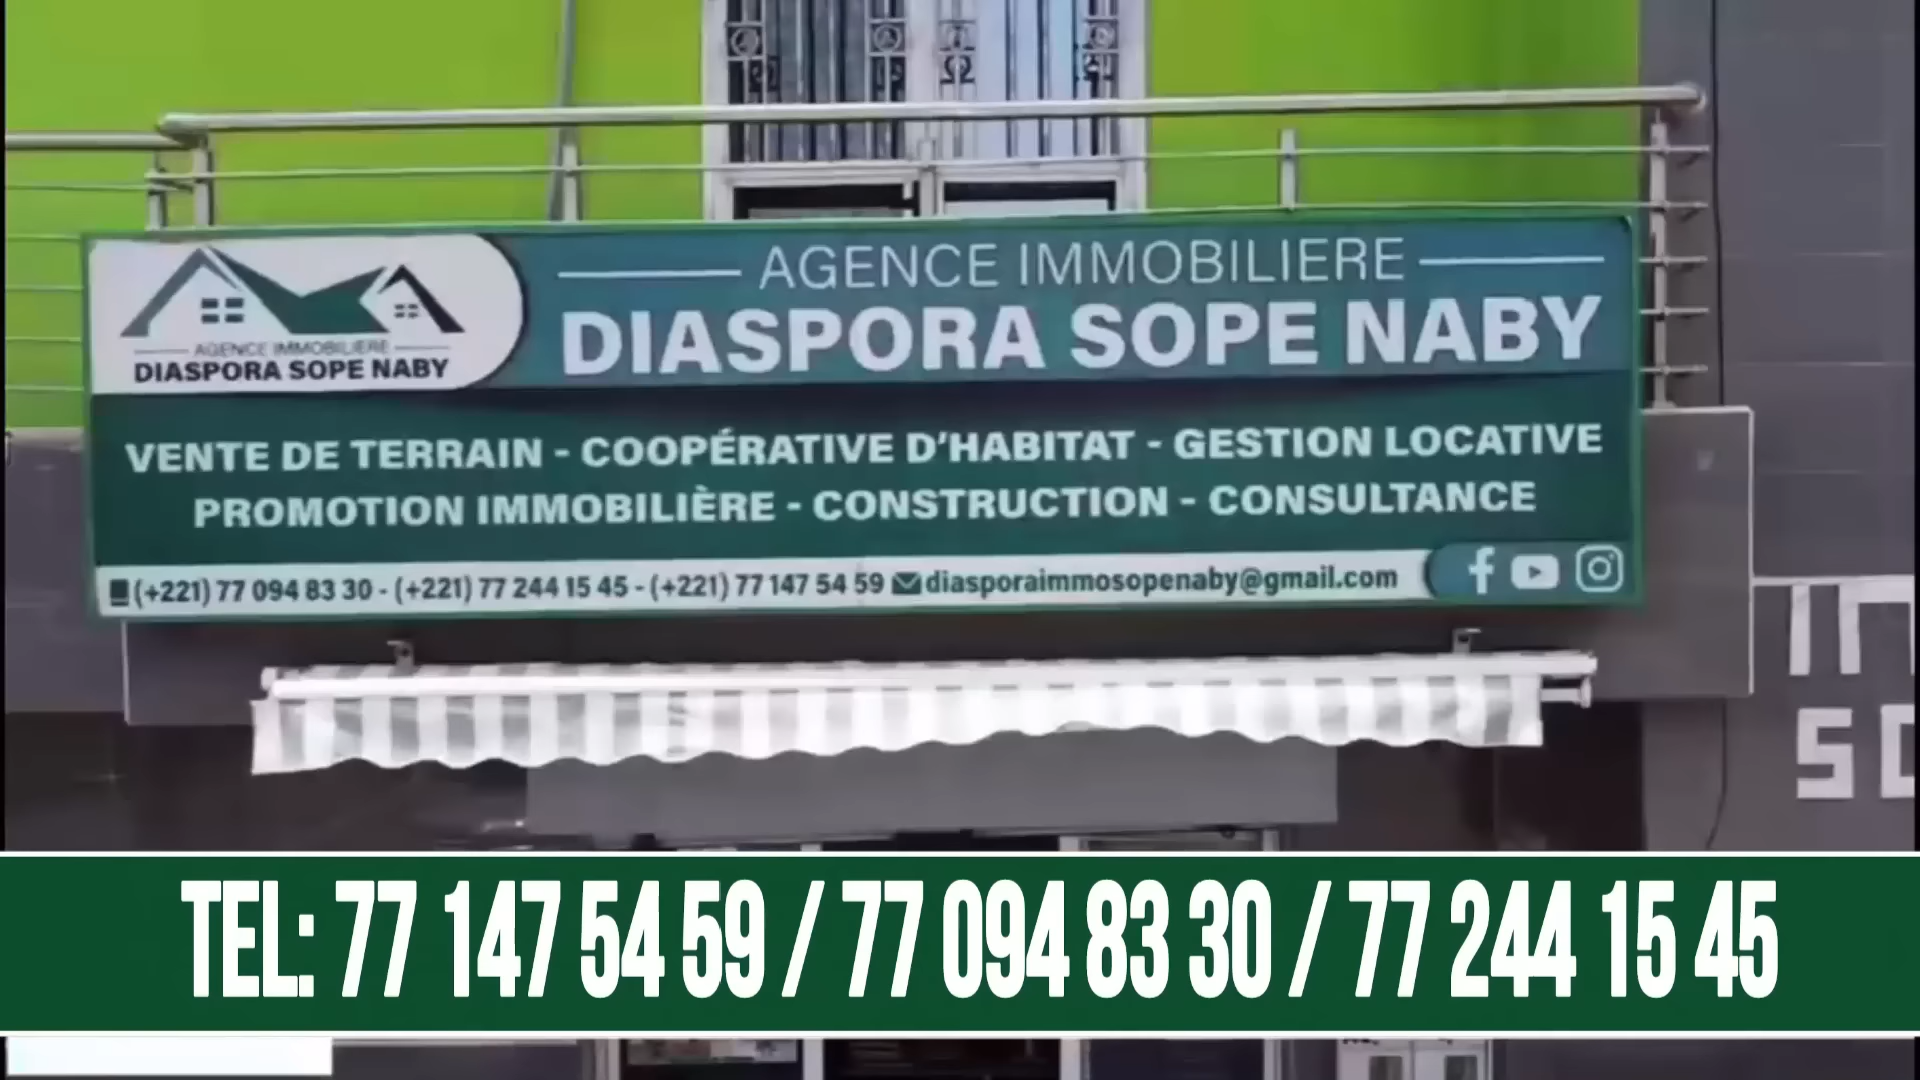 AGENCE IMMOBILIERE
DIASPORA SOPE NABY
AGENCE IMMOBILIERE
DIASPORA SOPE NABY
VENTE DE TERRAIN - COOPÉRATIVE D'HABITAT - GESTION LOCATIVE
PROMOTION IMMOBILIÈRE - CONSTRUCTION - CONSULTANCE
(+221) 77 094 83 30 - (+221) 77 244 15 45 - (+221) 77 147 54 59 diasporaimmosopenaby@gmail.com
TEL: 77 147 54 59 / 77 094 83 30 / 77 244 15 45